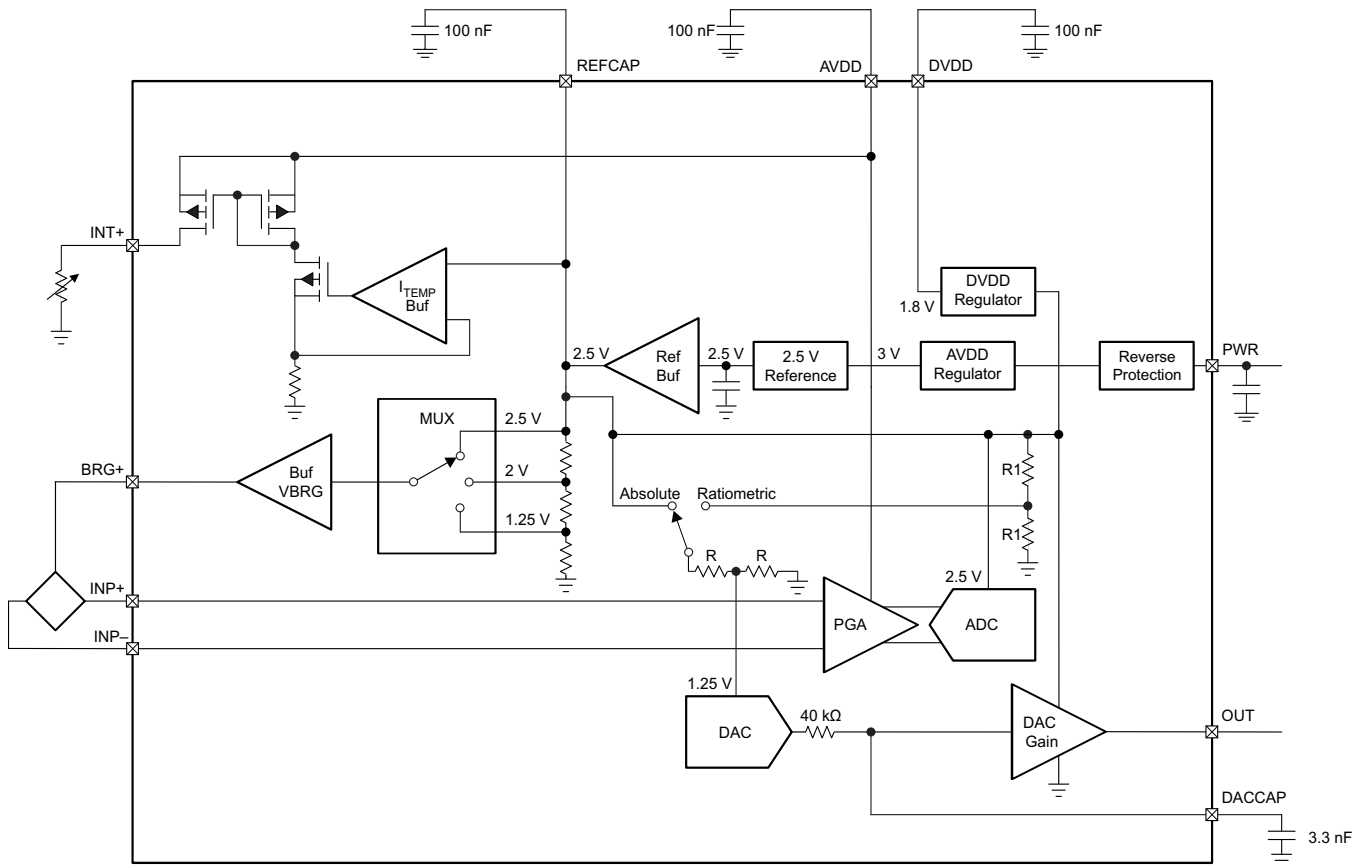 100 nF
100 nF
100 nF
REFCAP
AVDD
DVDD
INT+
I_TEMP
Buf
DVDD
Regulator
1.8 V
2.5 V
Ref
Buf
2.5 V
2.5 V
Reference
3 V
AVDD
Regulator
Reverse
Protection
PWR
MUX
2.5 V
2 V
1.25 V
BRG+
Buf
VBRG
Absolute
Ratiometric
R1
R1
R
R
INP+
INP–
2.5 V
PGA
ADC
1.25 V
DAC
40 kΩ
DAC
Gain
OUT
DACCAP
3.3 nF